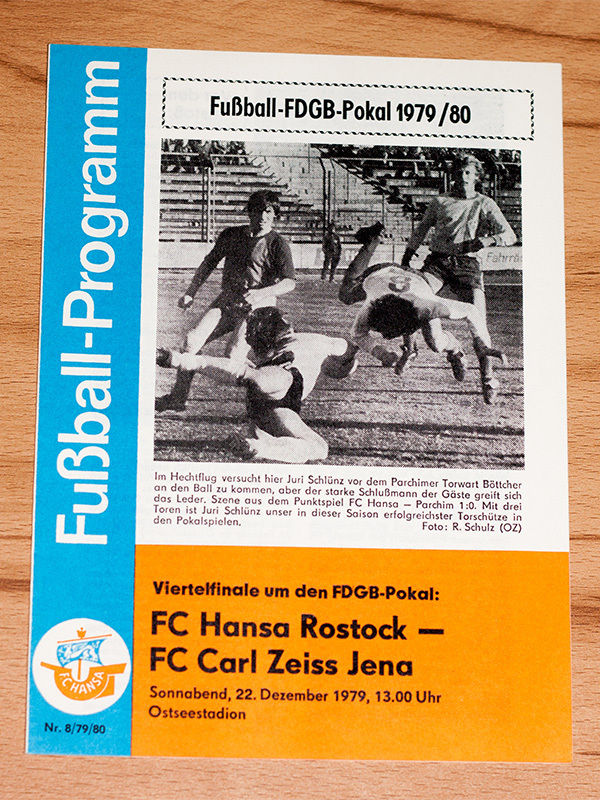 Fußball-Programm
Fußball-FDGB-Pokal 1979/80
Fahrrä
Im Hechtflug versucht hier Juri Schlünz vor dem Parchimer Torwart Böttcher
an den Ball zu kommen, aber der starke Schlußmann der Gäste greift sich
das Leder. Szene aus dem Punktspiel FC Hansa — Parchim 1:0. Mit drei
Toren ist Juri Schlünz unser in dieser Saison erfolgreichster Torschütze in
den Pokalspielen. Foto: R. Schulz (OZ)
Viertelfinale um den FDGB-Pokal:
FC Hansa Rostock —
FC Carl Zeiss Jena
Sonnabend, 22. Dezember 1979, 13.00 Uhr
Ostseestadion
FC HANSA
Nr. 8/79/80